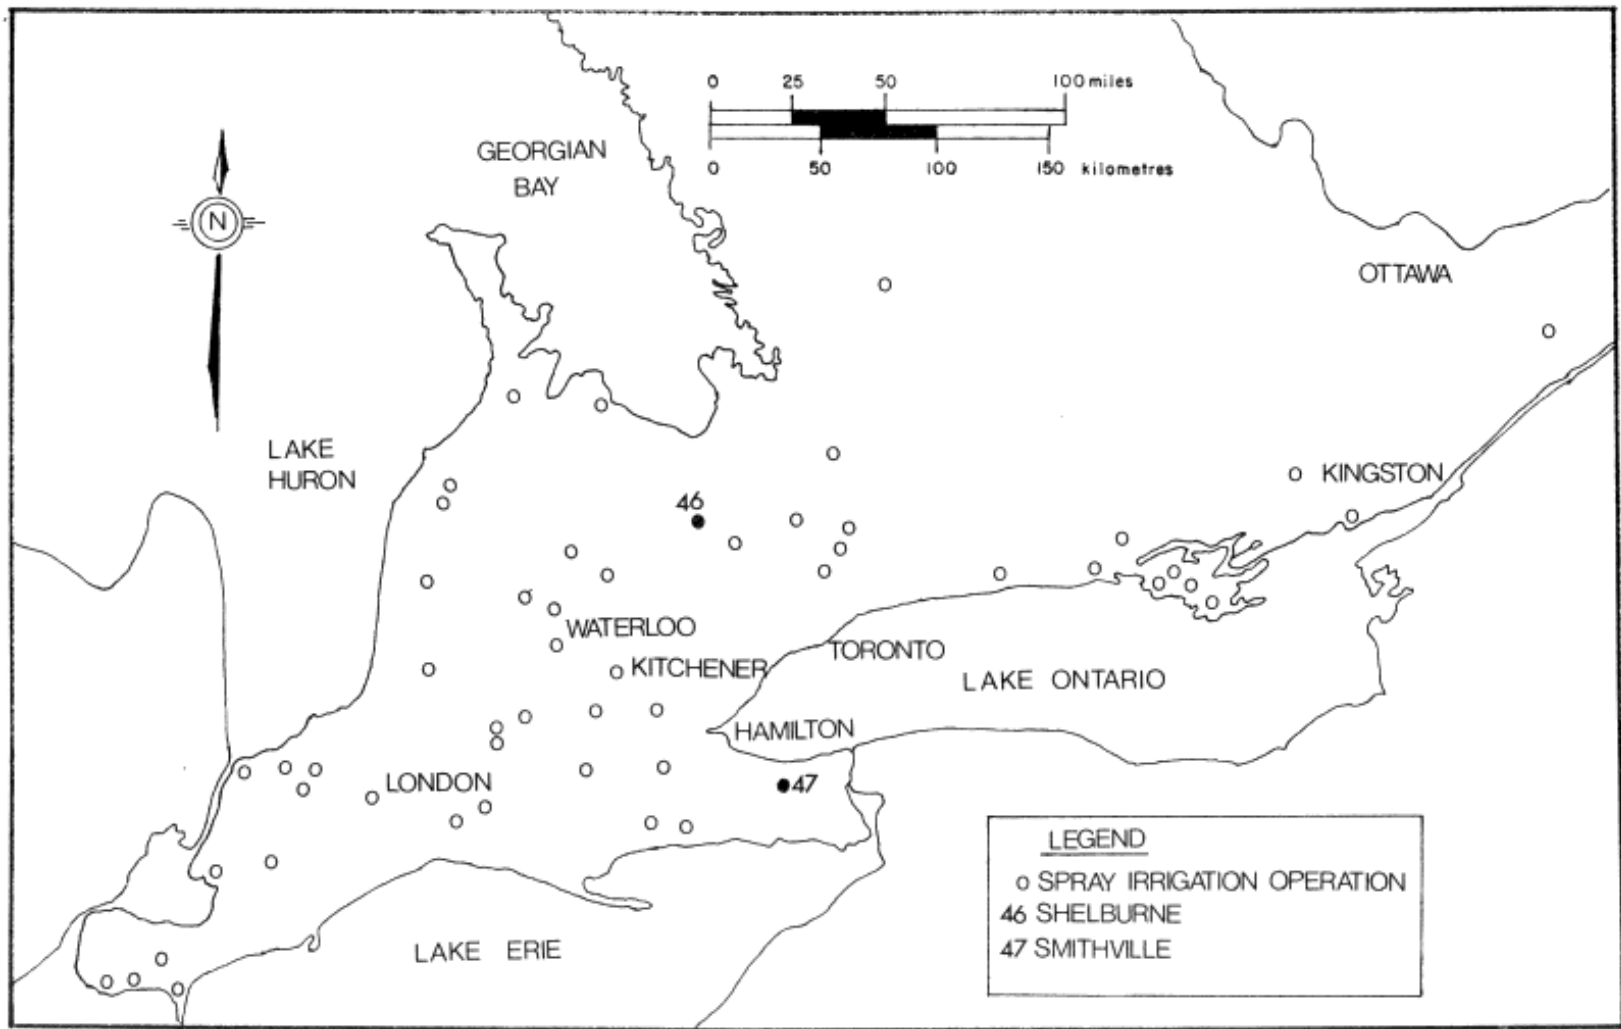 0 25 50 100 miles
0 50 100 150 kilometres
GEORGIAN
BAY
N
OTTAWA
LAKE
HURON
KINGSTON
46
WATERLOO
KITCHENER
TORONTO
LAKE ONTARIO
HAMILTON
LONDON
47
LAKE ERIE
LEGEND
o SPRAY IRRIGATION OPERATION
46 SHELBURNE
47 SMITHVILLE